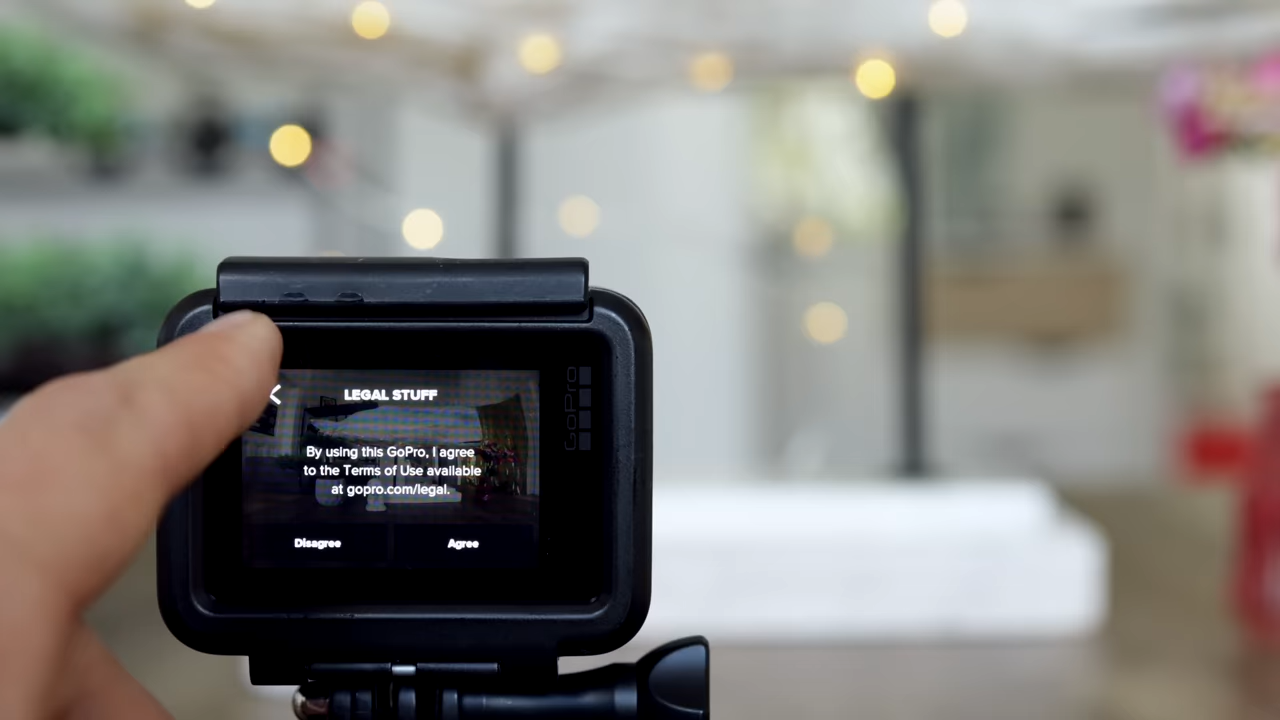 LEGAL STUFF
By using this GoPro, I agree
to the Terms of Use available
at gopro.com/legal.
Disagree
Agree
GoPro